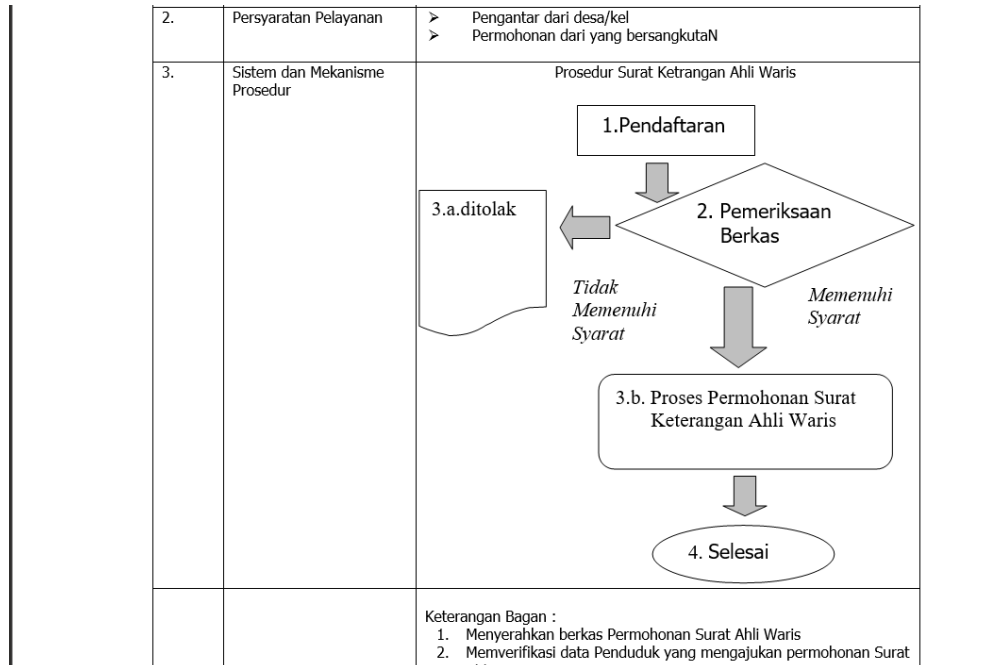 2.
Persyaratan Pelayanan
➢ Pengantar dari desa/kel
➢ Permohonan dari yang bersangkutaN
3.
Sistem dan Mekanisme
Prosedur
Prosedur Surat Ketrangan Ahli Waris
1.Pendaftaran
2. Pemeriksaan
Berkas
3.a.ditolak
Tidak
Memenuhi
Syarat
Memenuhi
Syarat
3.b. Proses Permohonan Surat
Keterangan Ahli Waris
4. Selesai
Keterangan Bagan :
1. Menyerahkan berkas Permohonan Surat Ahli Waris
2. Memverifikasi data Penduduk yang mengajukan permohonan Surat